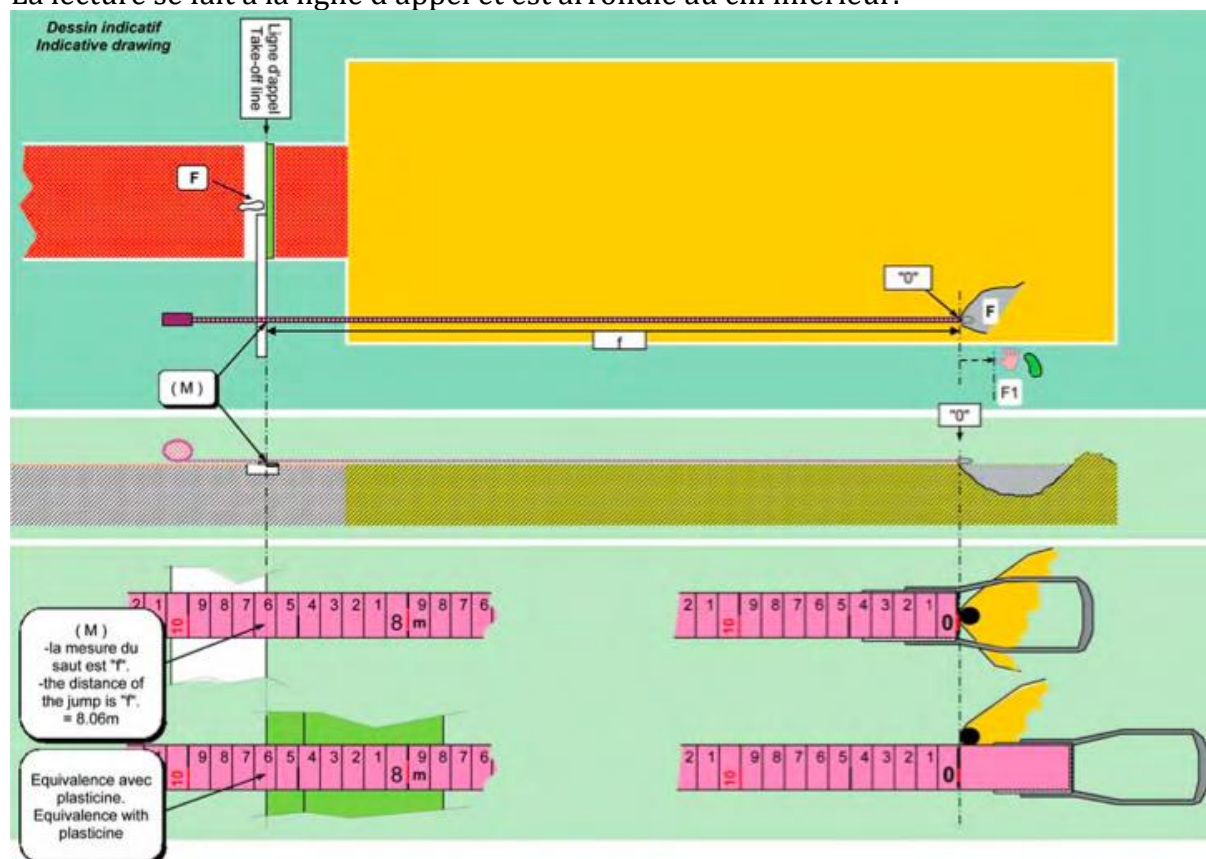 La lecture se fait à la ligne d'appel et est arrondie au cm inférieur.
Dessin indicatif
Indicative drawing
Ligne d'appel
Take-off line
F
"0"
F
f
(M)
F1
"0"
2 1 10 9 8 7 6 5 4 3 2 1 8 m 9 8 7 6
2 1 10 9 8 7 6 5 4 3 2 1 0
(M)
-la mesure du
saut est "f".
-the distance of
the jump is "f".
= 8.06m
1 10 9 8 7 6 5 4 3 2 1 8 m 9 8 7 6
2 1 10 9 8 7 6 5 4 3 2 1 0
Equivalence avec
plasticine.
Equivalence with
plasticine